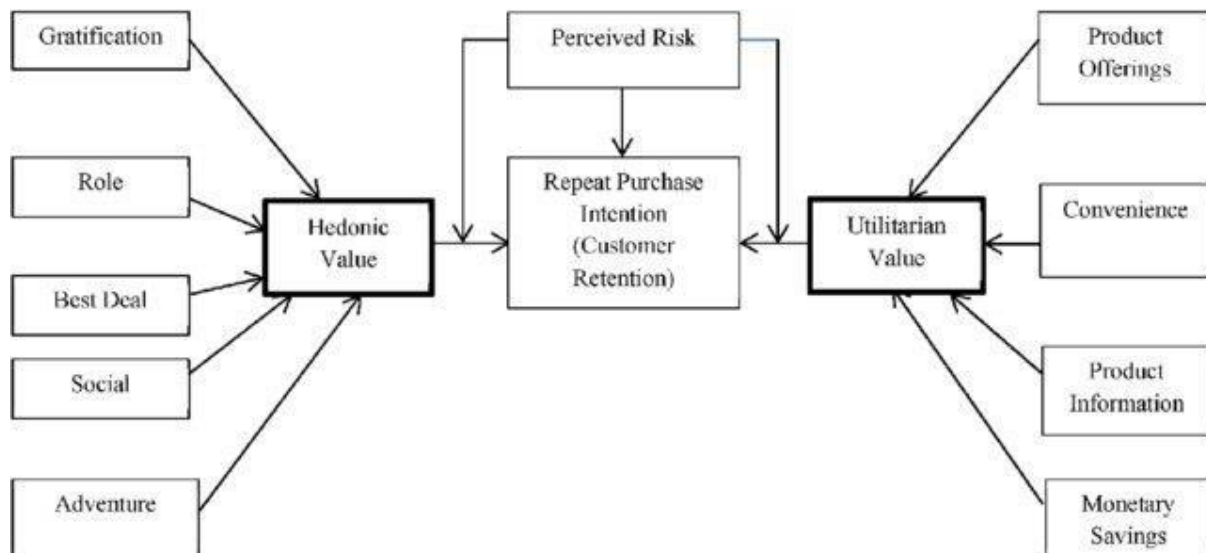 Gratification
Role
Best Deal
Social
Adventure
Hedonic
Value
Perceived Risk
Repeat Purchase
Intention
(Customer
Retention)
Utilitarian
Value
Product
Offerings
Convenience
Product
Information
Monetary
Savings